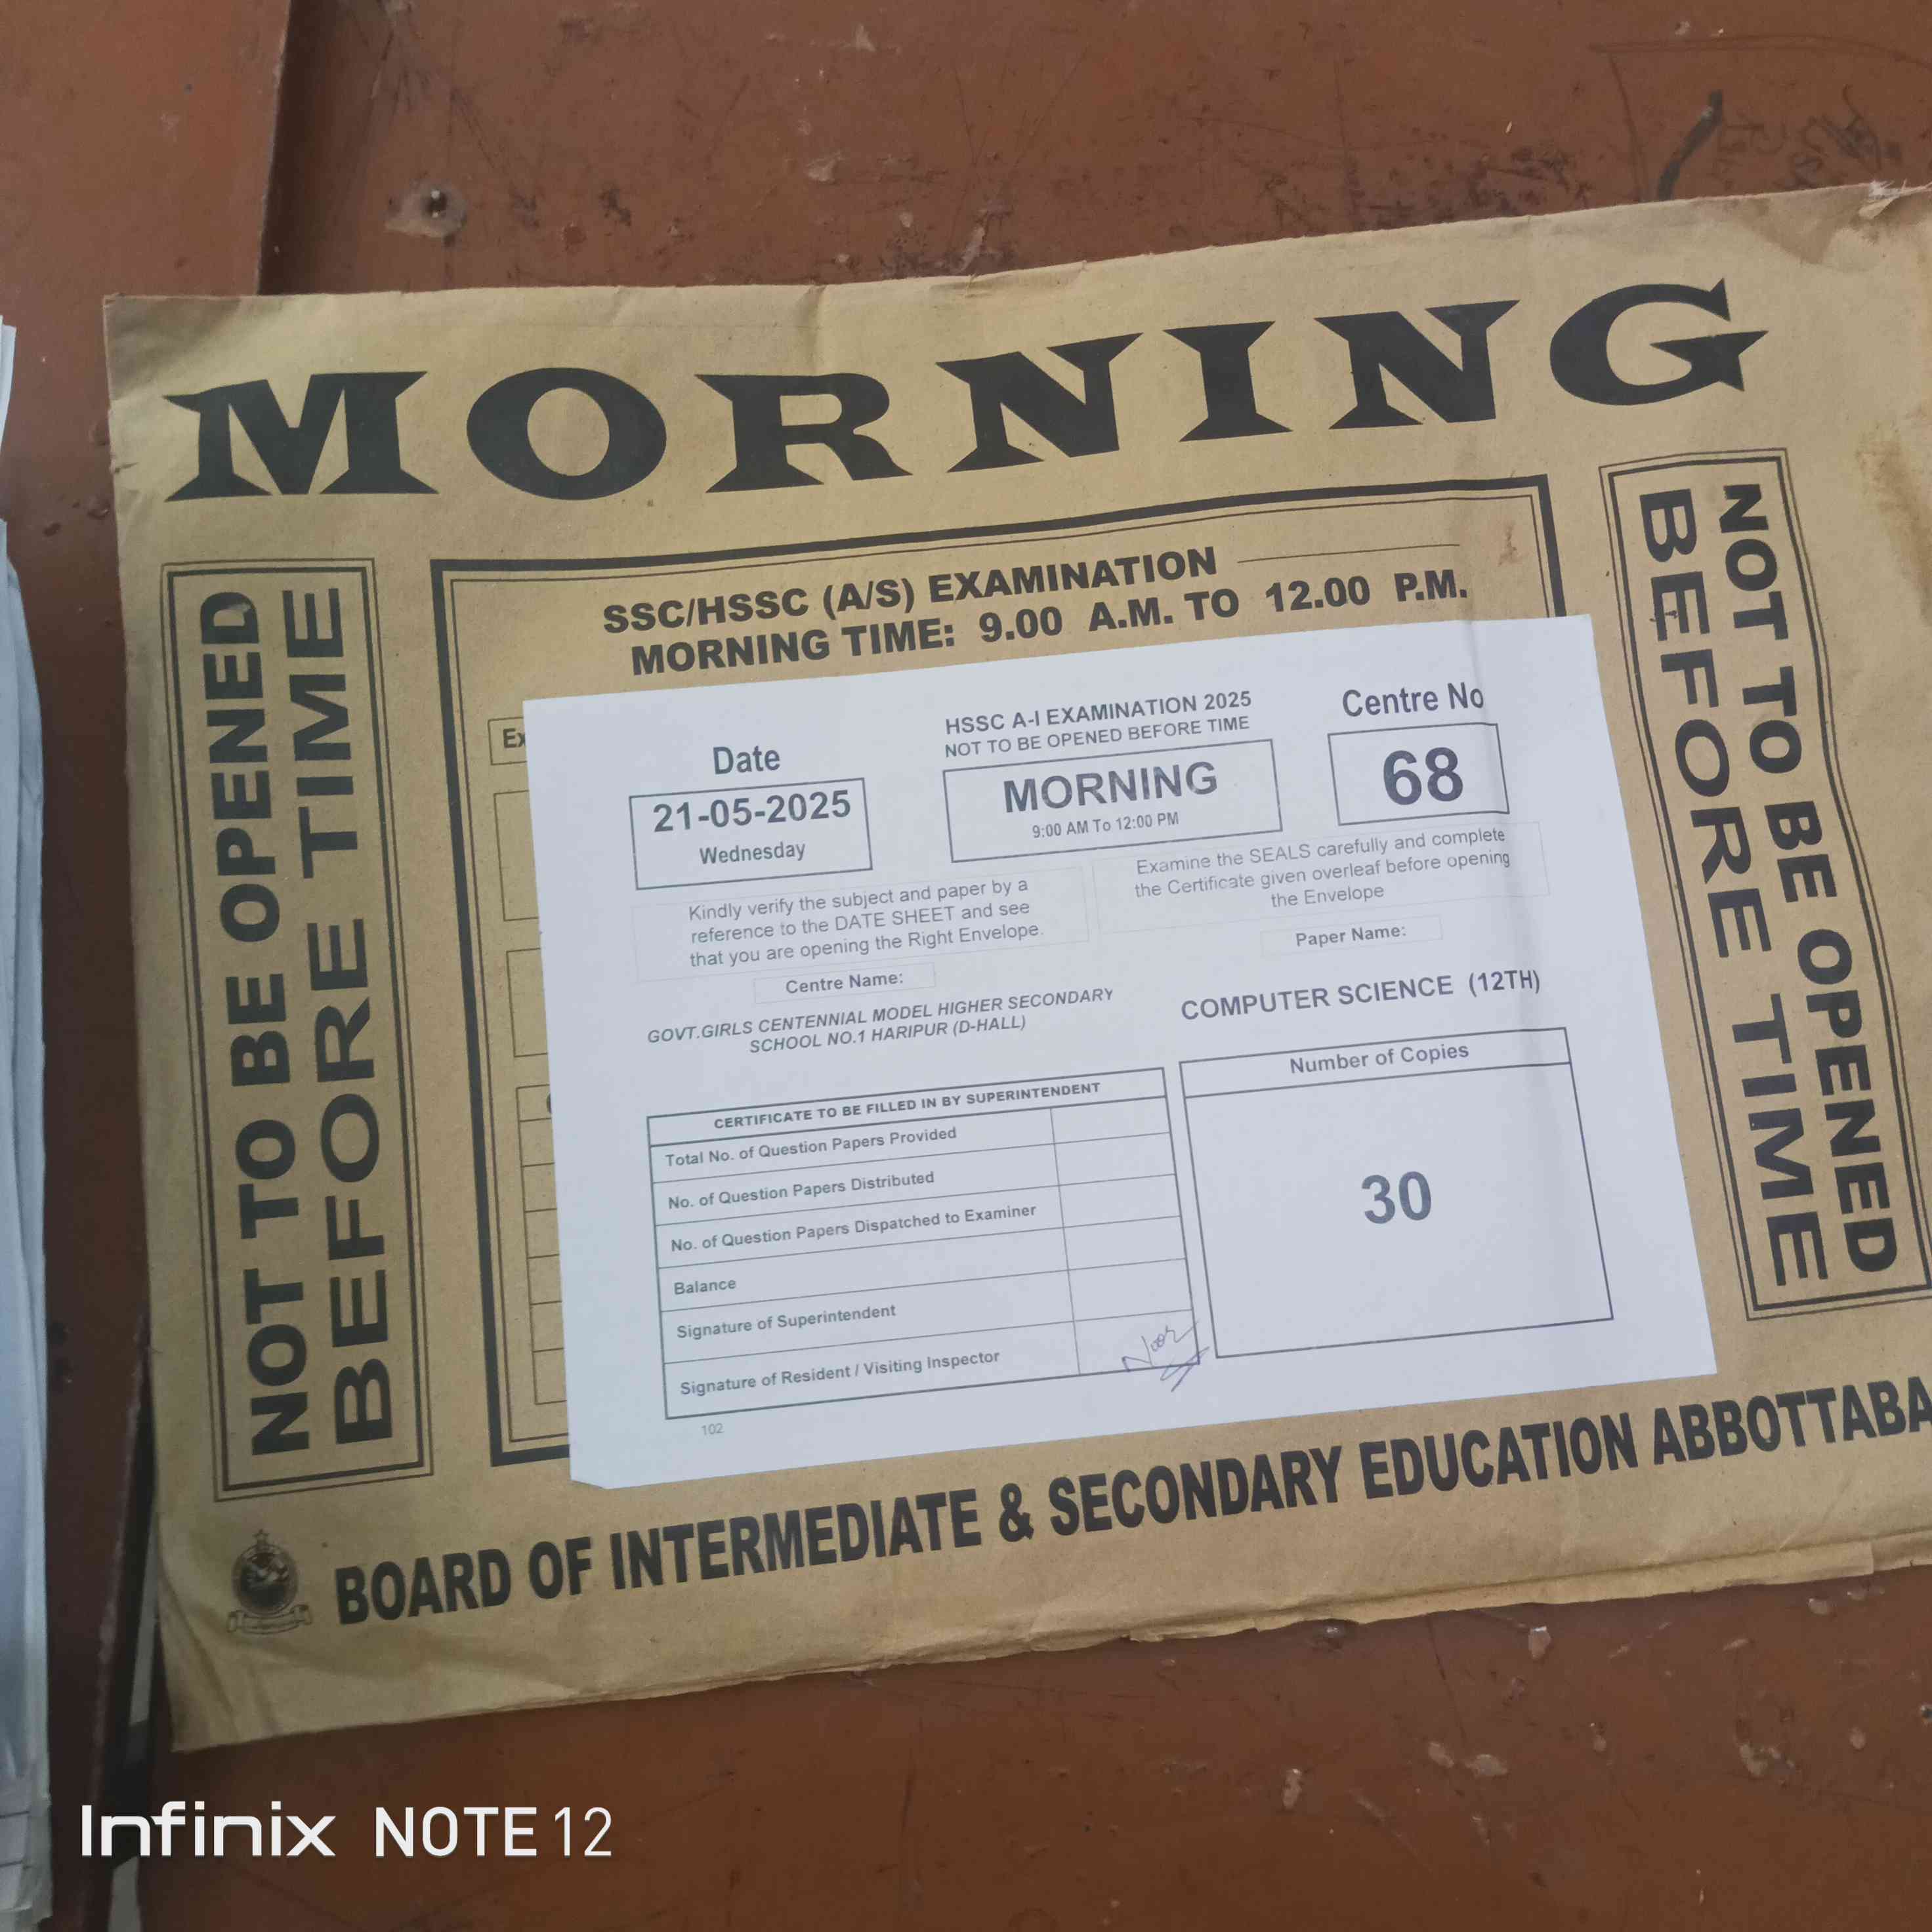 MORNING
NOT TO BE OPENED
BEFORE TIME
SSC/HSSC (A/S) EXAMINATION
MORNING TIME: 9.00 A.M. TO 12.00 P.M.
NOT TO BE OPENED
BEFORE TIME
Ex
HSSC A-I EXAMINATION 2025
NOT TO BE OPENED BEFORE TIME
Date
21-05-2025
Wednesday
MORNING
9:00 AM To 12:00 PM
Centre No
68
Kindly verify the subject and paper by a
reference to the DATE SHEET and see
that you are opening the Right Envelope.
Examine the SEALS carefully and complete
the Certificate given overleaf before opening
the Envelope
Centre Name:
GOVT.GIRLS CENTENNIAL MODEL HIGHER SECONDARY
SCHOOL NO.1 HARIPUR (D-HALL)
Paper Name:
COMPUTER SCIENCE (12TH)
CERTIFICATE TO BE FILLED IN BY SUPERINTENDENT
Total No. of Question Papers Provided
No. of Question Papers Distributed
No. of Question Papers Dispatched to Examiner
Balance
Signature of Superintendent
Signature of Resident / Visiting Inspector
Noor
Number of Copies
30
102
BOARD OF INTERMEDIATE & SECONDARY EDUCATION ABBOTTABA
Infinix NOTE 12